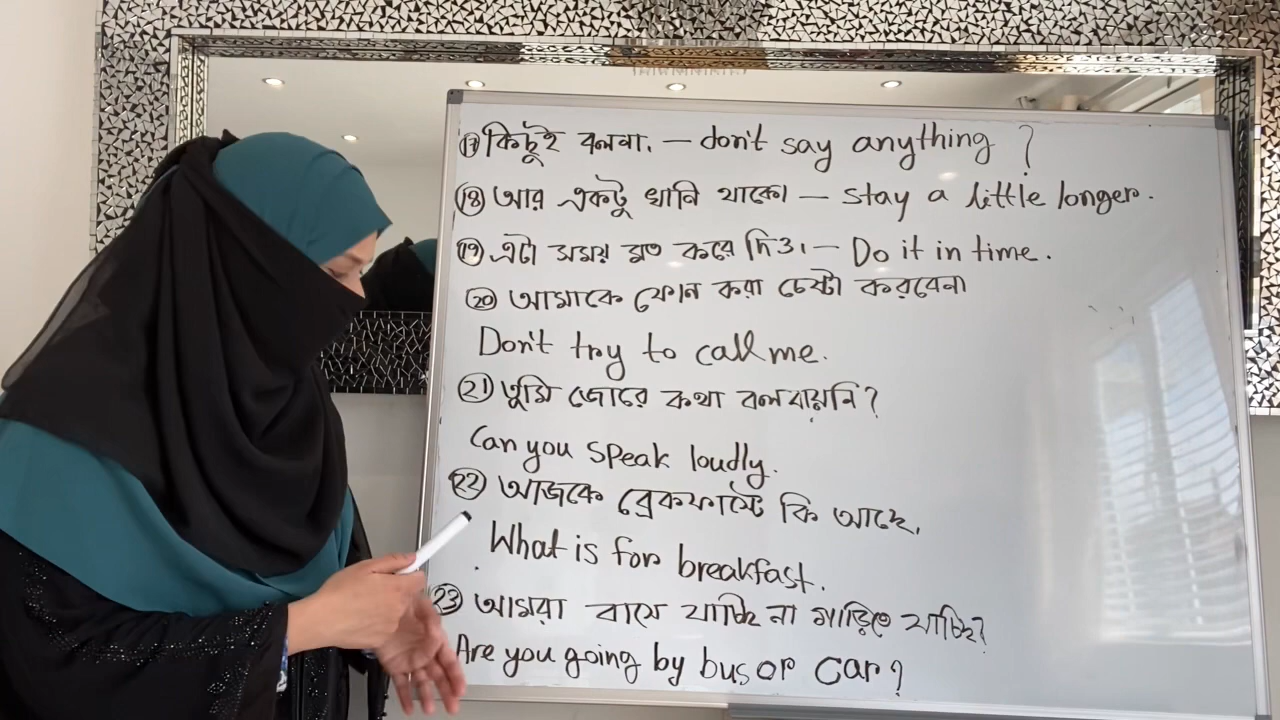 17 কিছুই বলবা. - don't say anything ?
18 আর একটু খানি থাকো। - stay a little longer.
19 এটা সময় মত করে দিও। - Do it in time.
20 আমাকে ফোন করা চেষ্টা করবেনা
Don't try to call me.
21 তুমি জোরে কথা বলবায়নি?
Can you speak loudly.
22 আজকে ব্রেকফাস্টে কি আছে.
What is for breakfast.
23 আমরা বাসে যাচ্ছি না গাড়িতে যাচ্ছি?
Are you going by bus or car?